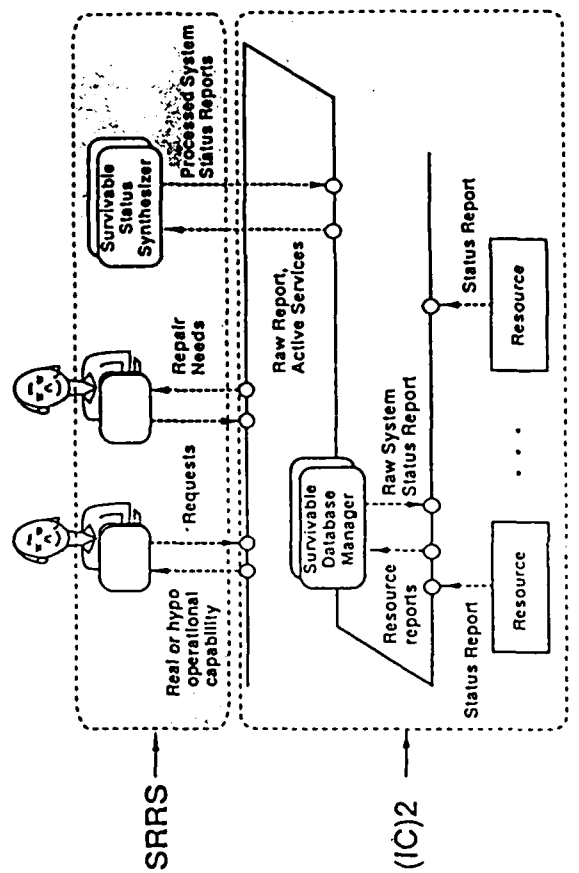 SRRS
Real or hypo
operational
capability
Requests
Repair
Needs
Survivable
Status
Synthesizer
Processed System
Status Reports
(IC)2
Raw Report,
Active Services
Survivable
Database
Manager
Resource
reports
Raw System
Status Report
Status Report
Status Report
Resource
. . .
Resource